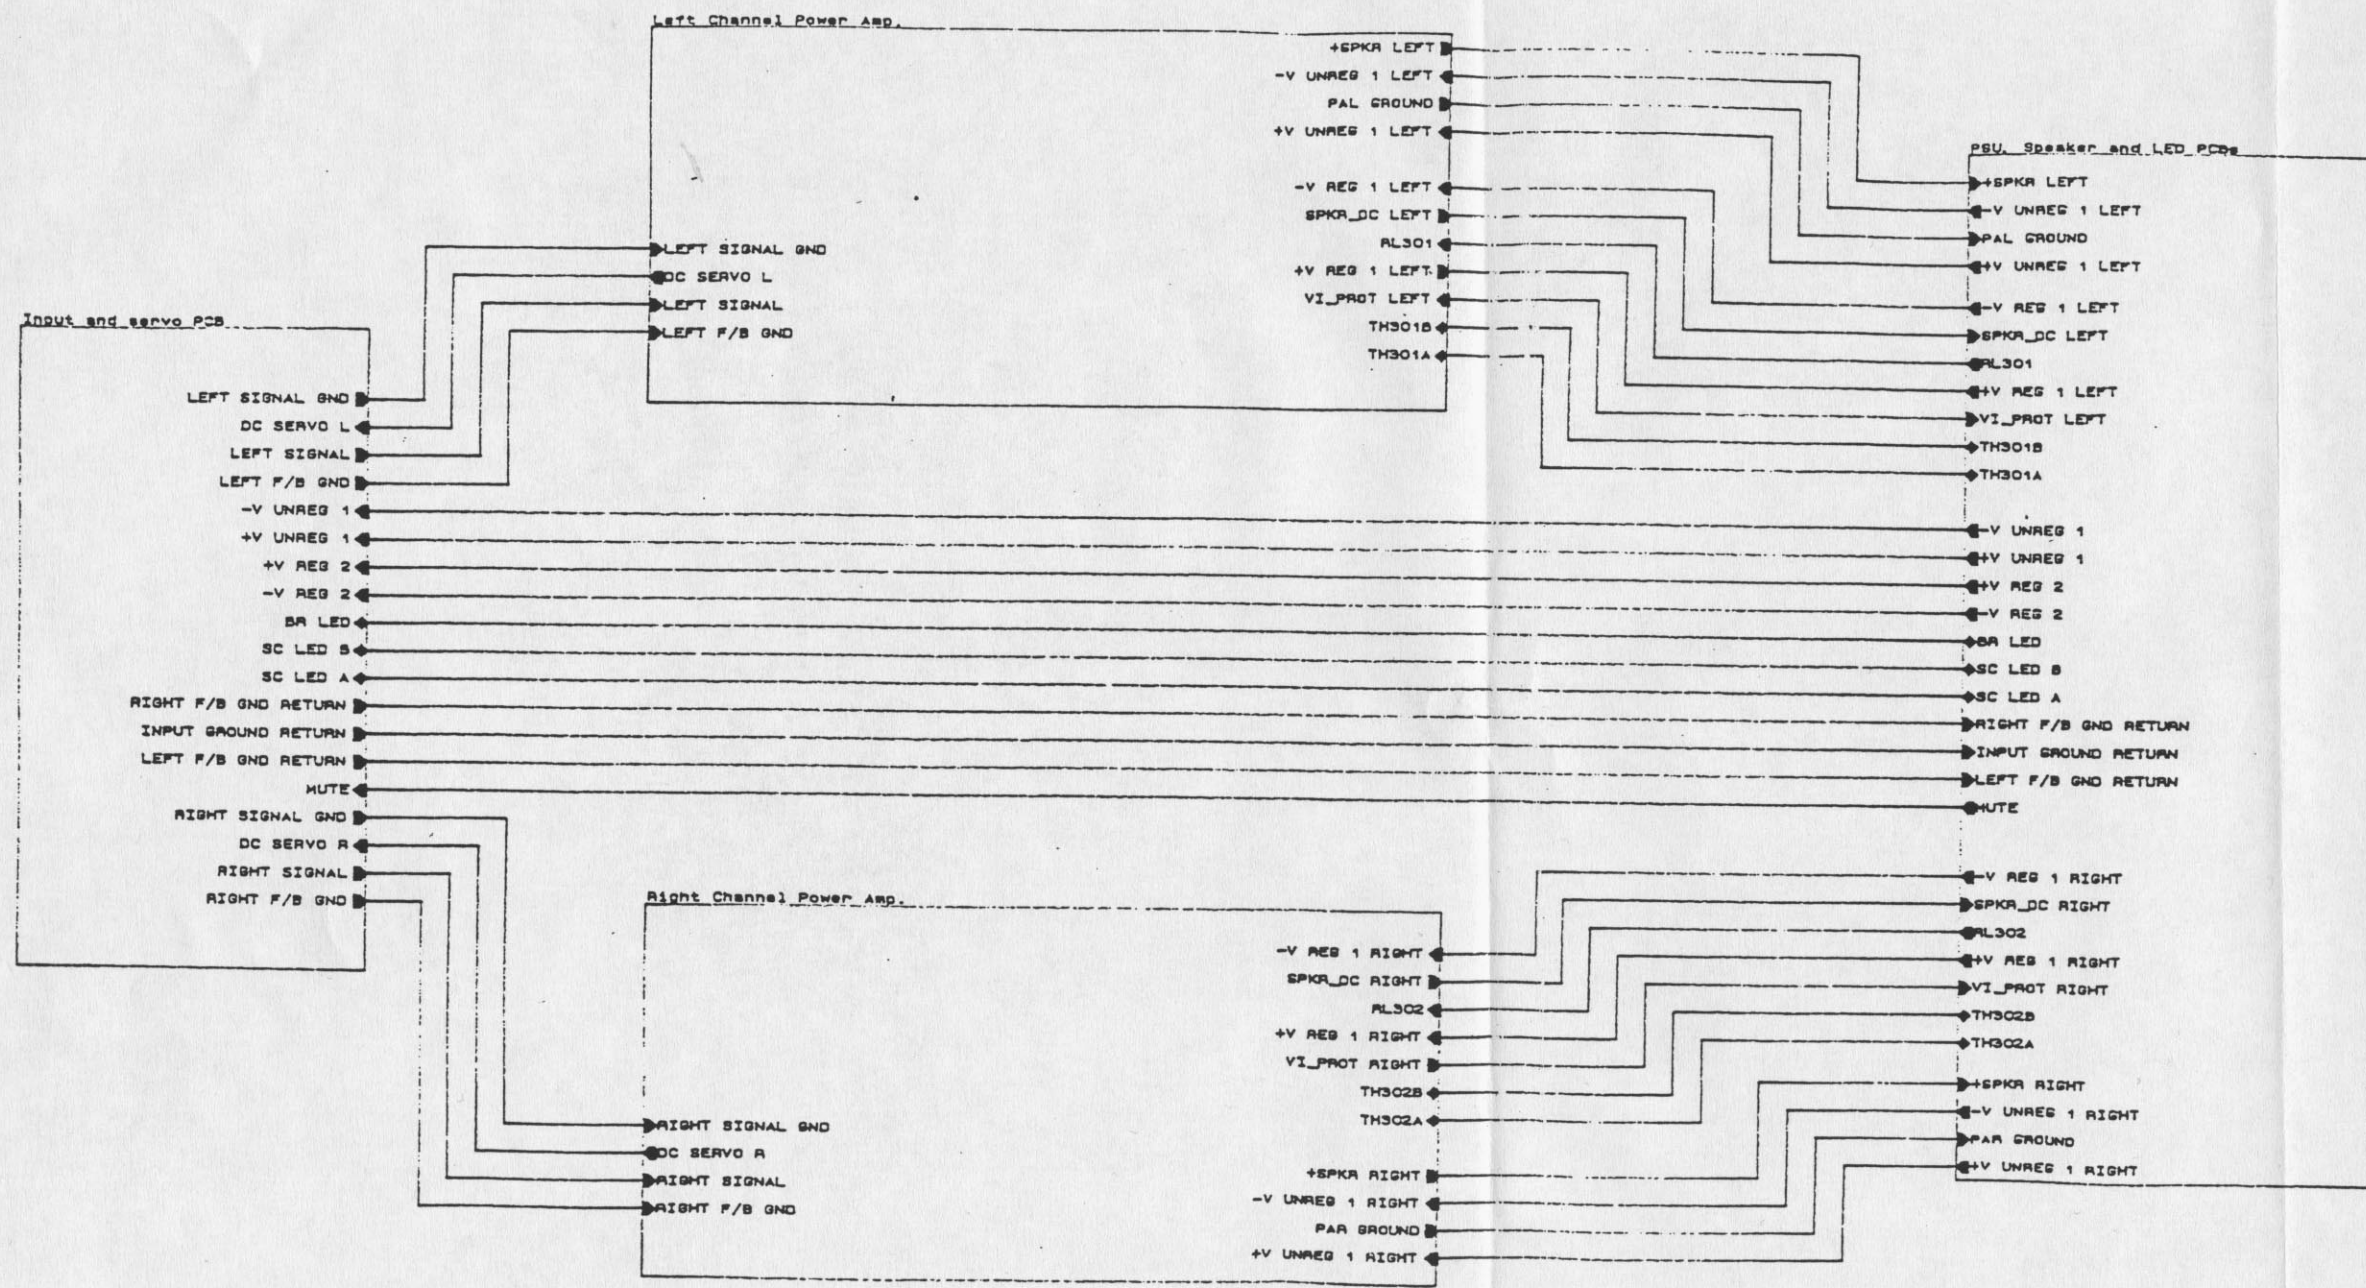 Left Channel Power Amp.
+SPKR LEFT
-V UNREG 1 LEFT
PAL GROUND
+V UNREG 1 LEFT
-V REG 1 LEFT
SPKR_DC LEFT
RL301
+V REG 1 LEFT
VI_PROT LEFT
TH301B
TH301A
LEFT SIGNAL GND
DC SERVO L
LEFT SIGNAL
LEFT F/B GND
PSU. Speaker and LED PCBs
+SPKR LEFT
-V UNREG 1 LEFT
PAL GROUND
+V UNREG 1 LEFT
-V REG 1 LEFT
SPKR_DC LEFT
RL301
+V REG 1 LEFT
VI_PROT LEFT
TH301B
TH301A
-V UNREG 1
+V UNREG 1
+V REG 2
-V REG 2
BR LED
SC LED B
SC LED A
RIGHT F/B GND RETURN
INPUT GROUND RETURN
LEFT F/B GND RETURN
MUTE
-V REG 1 RIGHT
SPKR_DC RIGHT
RL302
+V REG 1 RIGHT
VI_PROT RIGHT
TH302B
TH302A
+SPKR RIGHT
-V UNREG 1 RIGHT
PAR GROUND
+V UNREG 1 RIGHT
Input and servo PCB
LEFT SIGNAL GND
DC SERVO L
LEFT SIGNAL
LEFT F/B GND
-V UNREG 1
+V UNREG 1
+V REG 2
-V REG 2
BR LED
SC LED B
SC LED A
RIGHT F/B GND RETURN
INPUT GROUND RETURN
LEFT F/B GND RETURN
MUTE
RIGHT SIGNAL GND
DC SERVO R
RIGHT SIGNAL
RIGHT F/B GND
Right Channel Power Amp.
-V REG 1 RIGHT
SPKR_DC RIGHT
RL302
+V REG 1 RIGHT
VI_PROT RIGHT
TH302B
TH302A
RIGHT SIGNAL GND
DC SERVO R
RIGHT SIGNAL
RIGHT F/B GND
+SPKR RIGHT
-V UNREG 1 RIGHT
PAR GROUND
+V UNREG 1 RIGHT